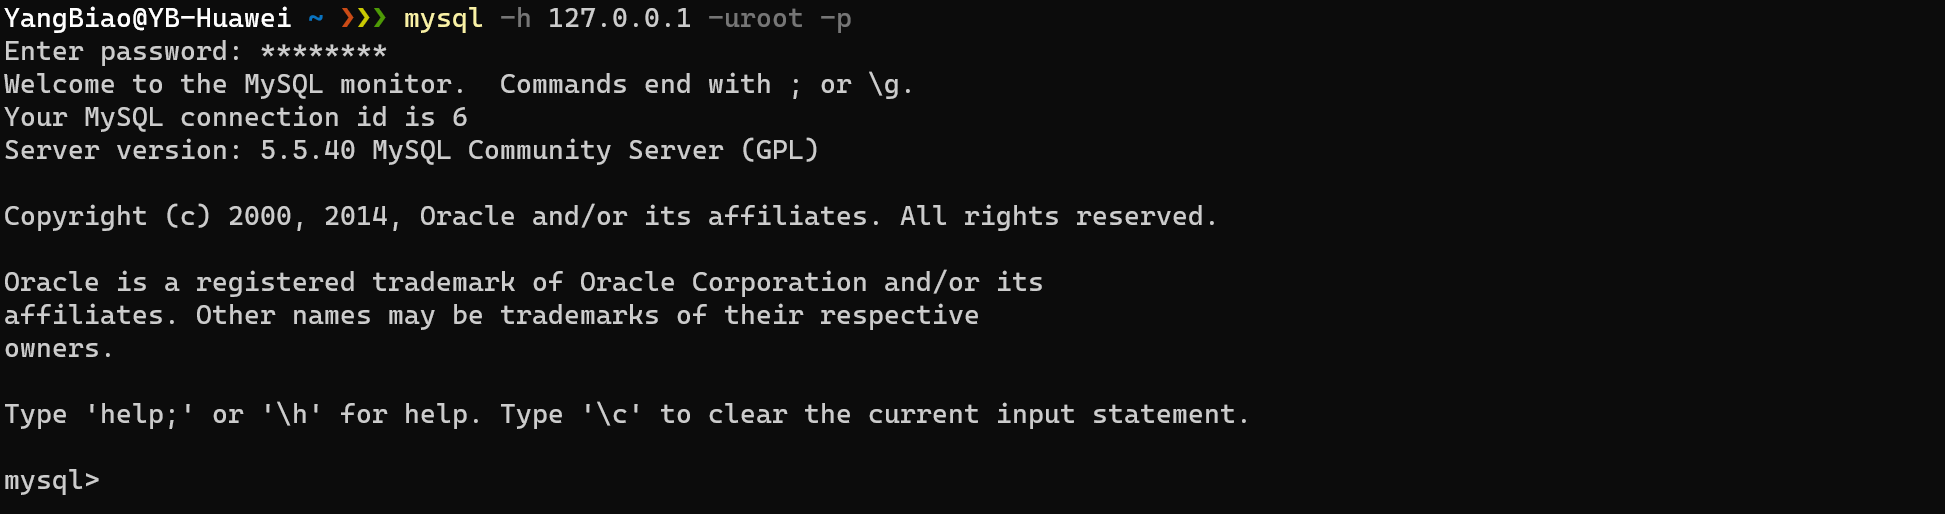 YangBiao@YB-Huawei ~ ❯❯❯ mysql -h 127.0.0.1 -uroot -p
Enter password: ********
Welcome to the MySQL monitor.  Commands end with ; or \g.
Your MySQL connection id is 6
Server version: 5.5.40 MySQL Community Server (GPL)

Copyright (c) 2000, 2014, Oracle and/or its affiliates. All rights reserved.

Oracle is a registered trademark of Oracle Corporation and/or its
affiliates. Other names may be trademarks of their respective
owners.

Type 'help;' or '\h' for help. Type '\c' to clear the current input statement.

mysql>